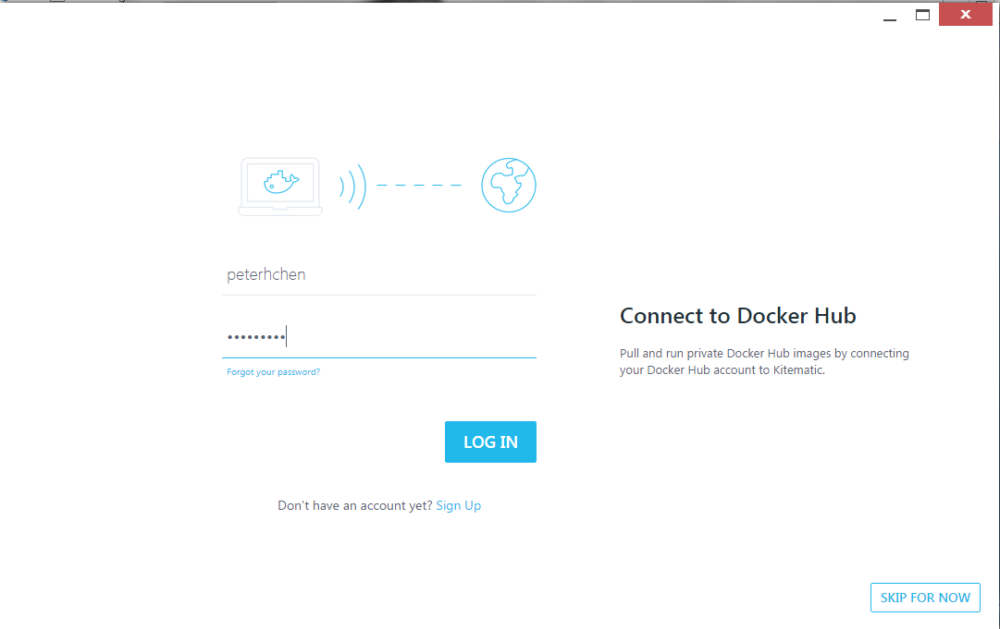 peterhchen
•••••••••
Forgot your password?
LOG IN
Don't have an account yet? Sign Up
Connect to Docker Hub
Pull and run private Docker Hub images by connecting
your Docker Hub account to Kitematic.
SKIP FOR NOW